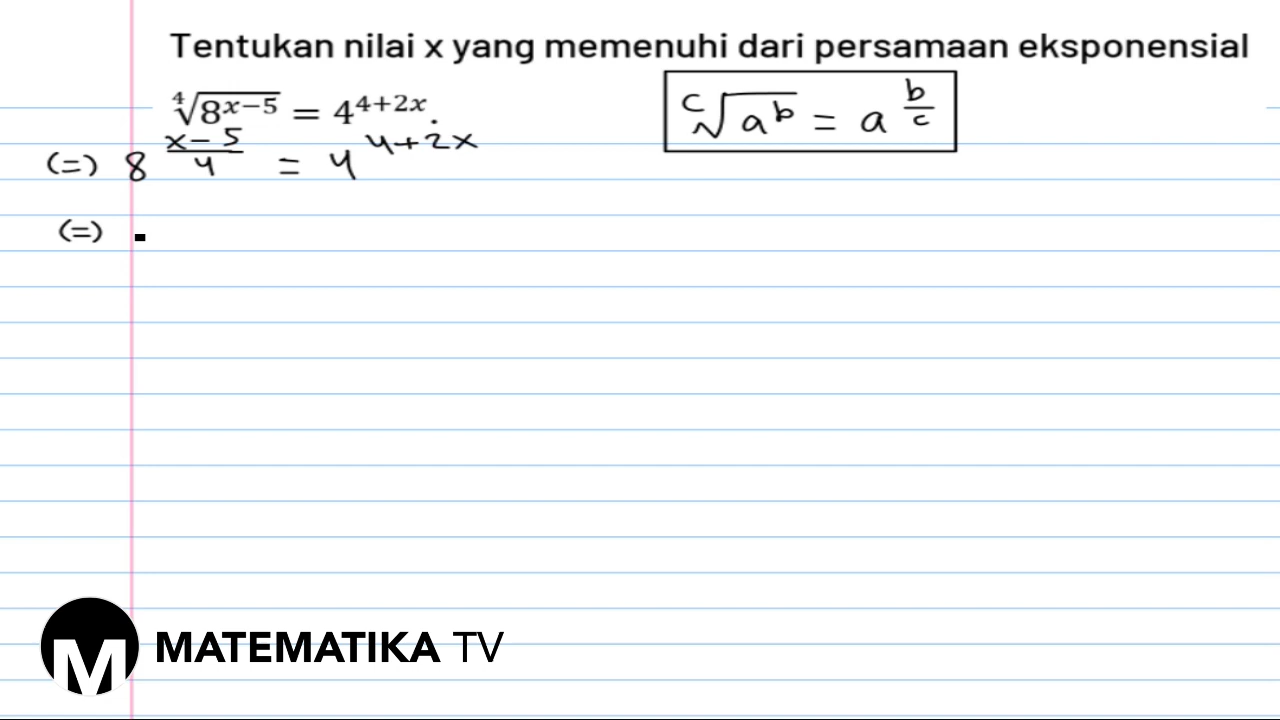 Tentukan nilai x yang memenuhi dari persamaan eksponensial
∜(8^(x−5)) = 4^(4+2x).
ᶜ√(a^b) = a^(b/c)
(=) 8^((x−5)/4) = 4^(4+2x)
(=)
M MATEMATIKA TV